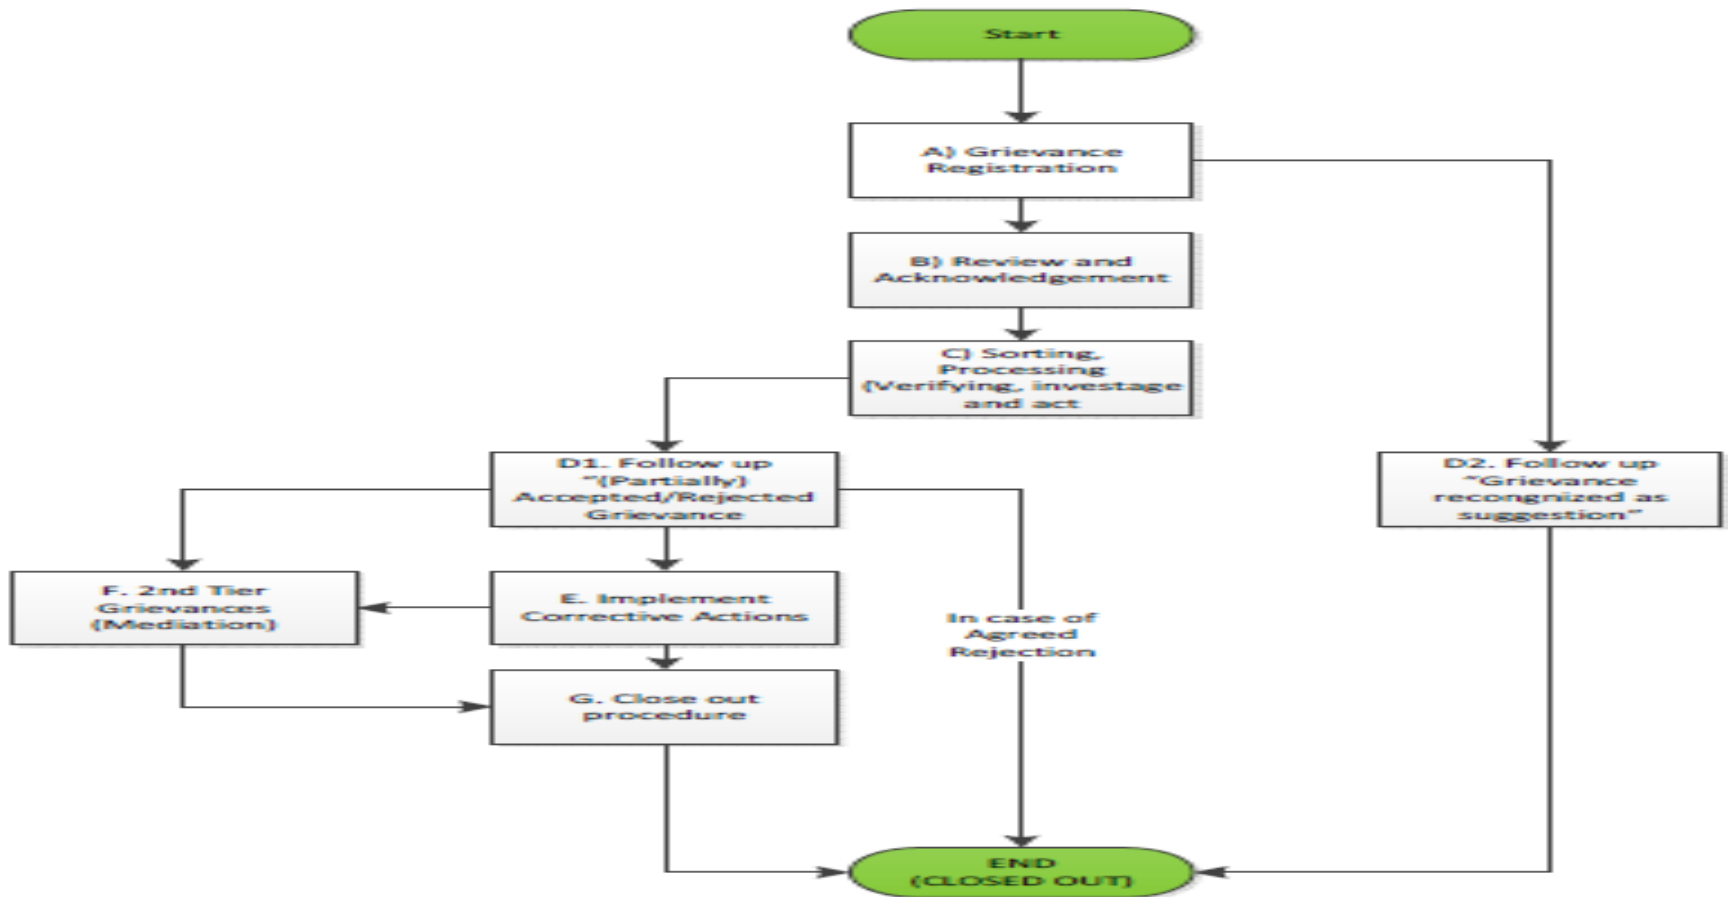 Start
A) Grievance
Registration
B) Review and
Acknowledgement
C) Sorting,
Processing
(Verifying, investage
and act
D1. Follow up
"(Partially)
Accepted/Rejected
Grievance
D2. Follow up
"Grievance
recongnized as
suggestion"
F. 2nd Tier
Grievances
(Mediation)
E. Implement
Corrective Actions
In case of
Agreed
Rejection
G. Close out
procedure
END
(CLOSED OUT)